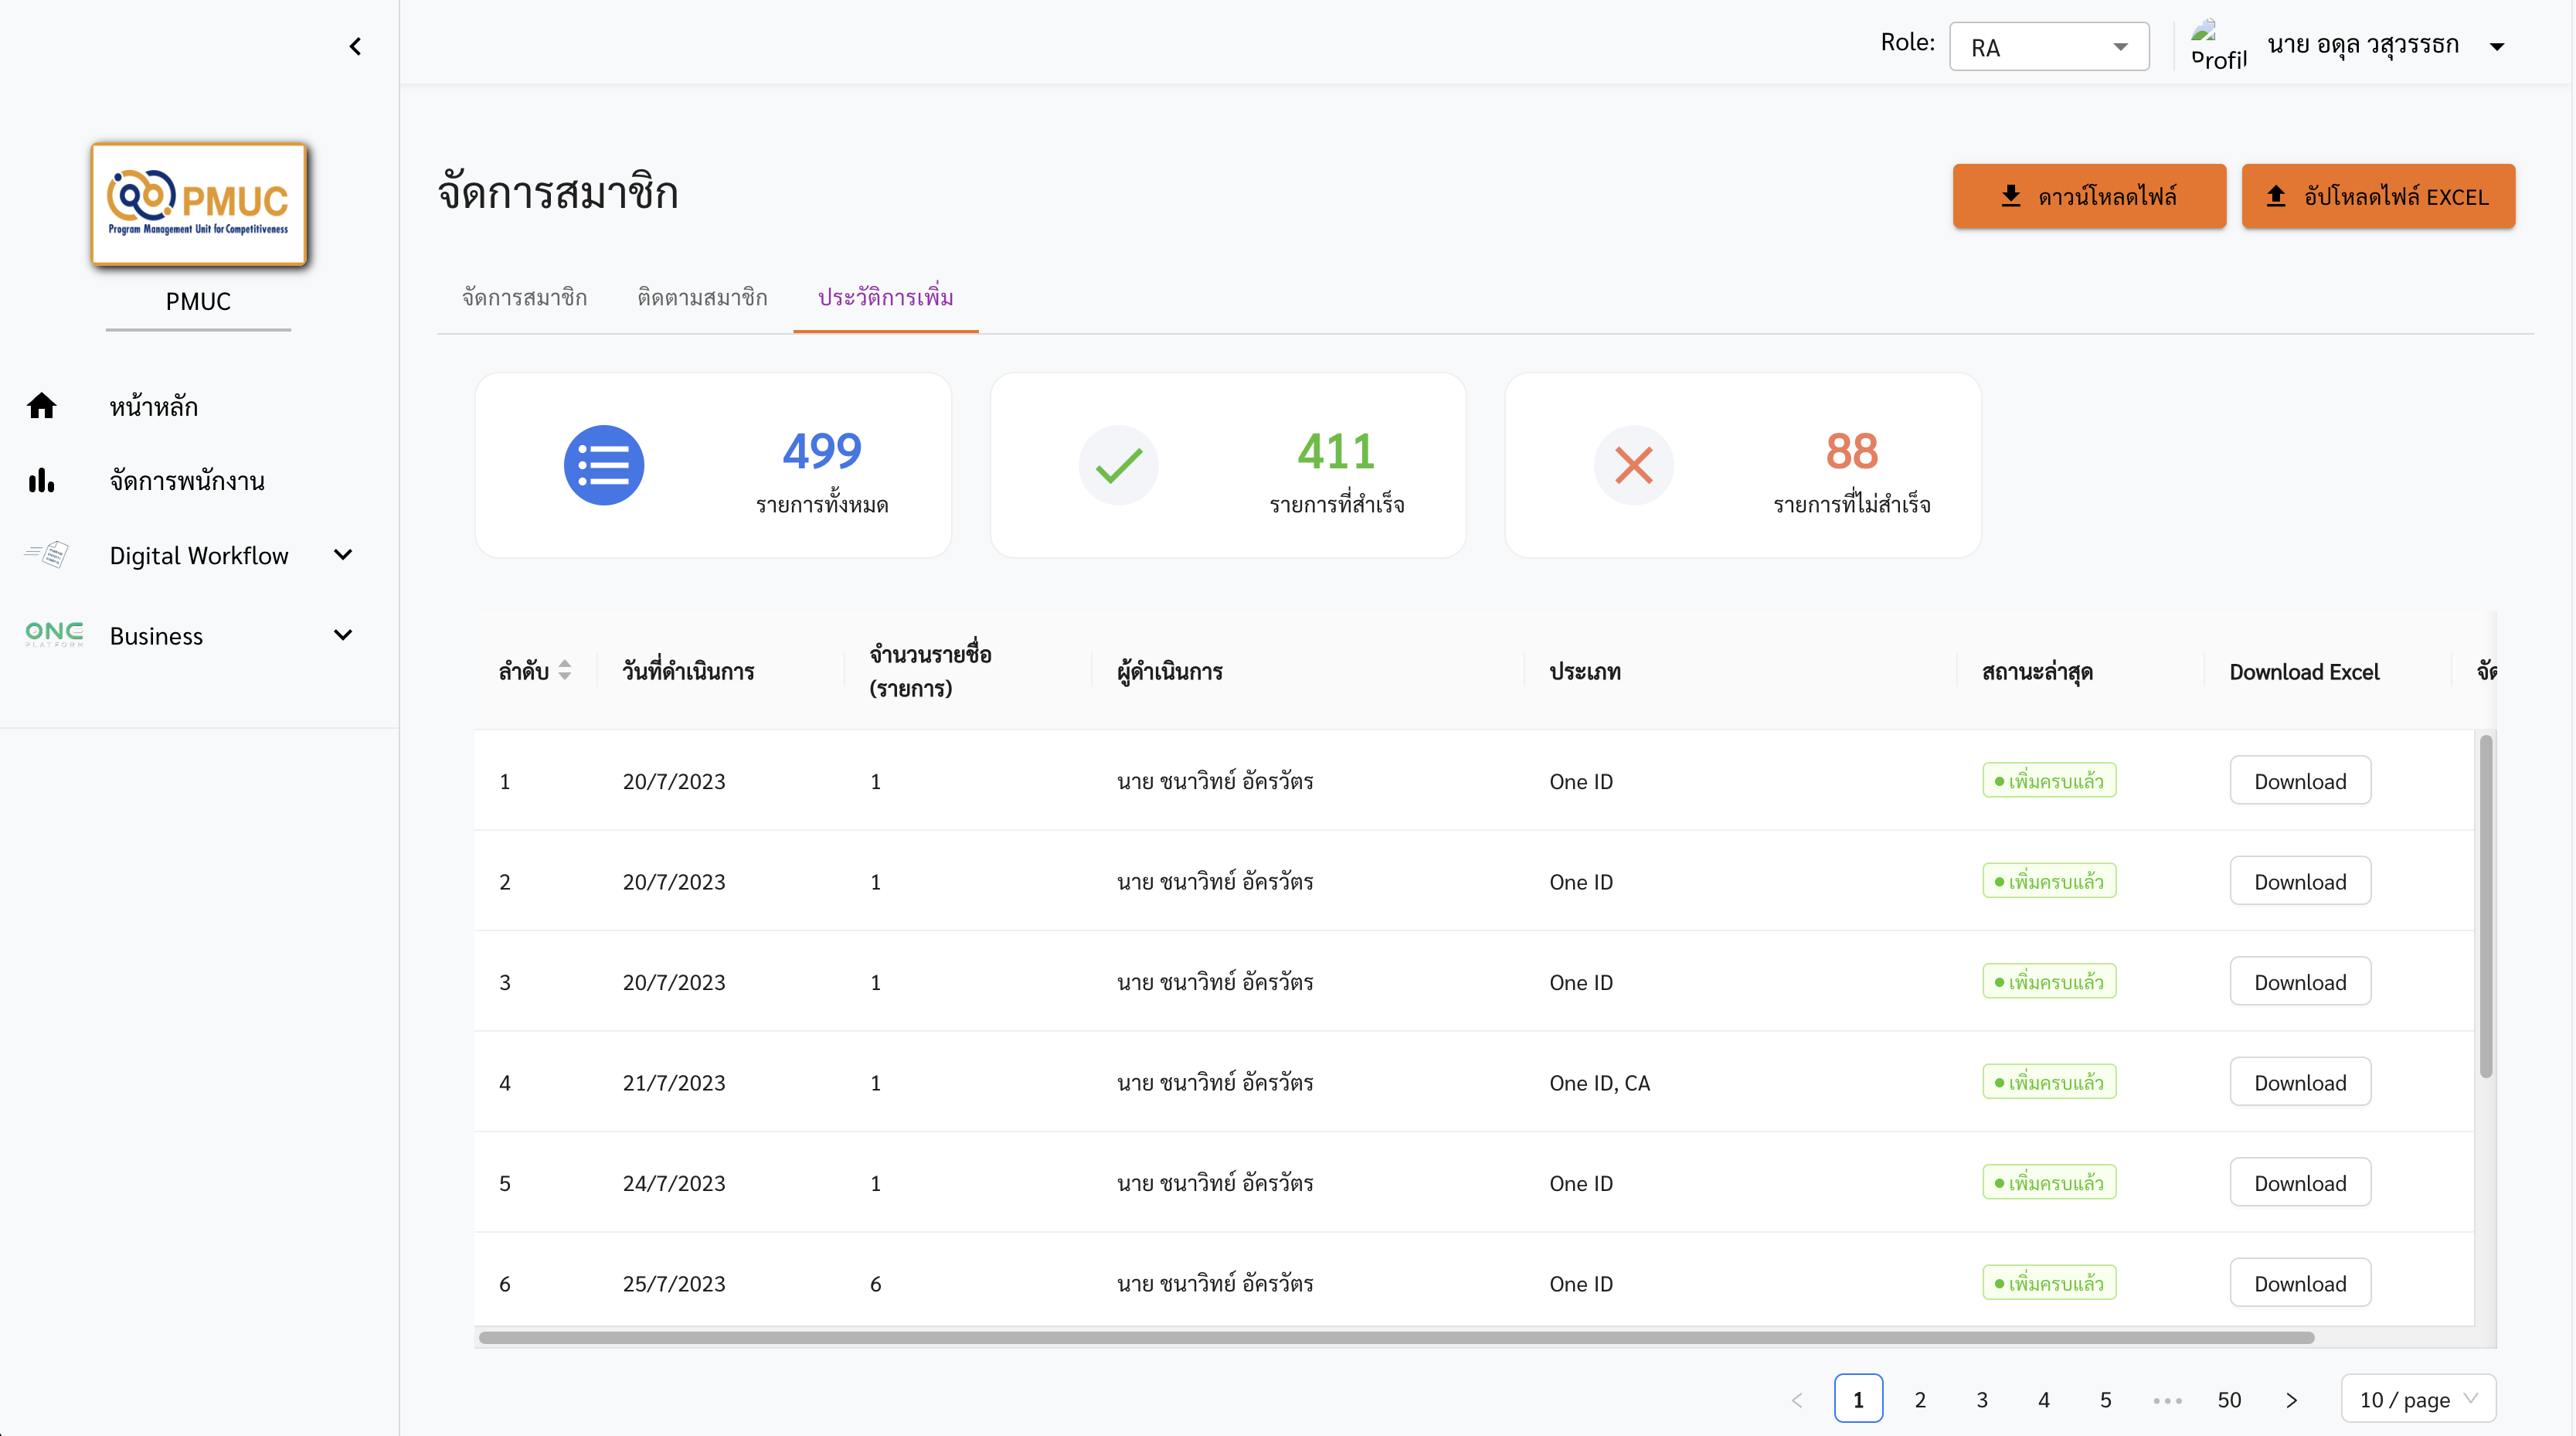 Role: RA Profil นาย อดุล วสุวรรธก
PMUC
Program Management Unit for Competitiveness
PMUC
หน้าหลัก
จัดการพนักงาน
Digital Workflow
ONE PLATFORM Business
จัดการสมาชิก
ดาวน์โหลดไฟล์ อัปโหลดไฟล์ EXCEL
จัดการสมาชิก ติดตามสมาชิก ประวัติการเพิ่ม
499
รายการทั้งหมด
411
รายการที่สำเร็จ
88
รายการที่ไม่สำเร็จ
ลำดับ วันที่ดำเนินการ จำนวนรายชื่อ (รายการ) ผู้ดำเนินการ ประเภท สถานะล่าสุด Download Excel จัด
1 20/7/2023 1 นาย ชนาวิทย์ อัครวัตร One ID เพิ่มครบแล้ว Download
2 20/7/2023 1 นาย ชนาวิทย์ อัครวัตร One ID เพิ่มครบแล้ว Download
3 20/7/2023 1 นาย ชนาวิทย์ อัครวัตร One ID เพิ่มครบแล้ว Download
4 21/7/2023 1 นาย ชนาวิทย์ อัครวัตร One ID, CA เพิ่มครบแล้ว Download
5 24/7/2023 1 นาย ชนาวิทย์ อัครวัตร One ID เพิ่มครบแล้ว Download
6 25/7/2023 6 นาย ชนาวิทย์ อัครวัตร One ID เพิ่มครบแล้ว Download
1 2 3 4 5 ••• 50 10 / page